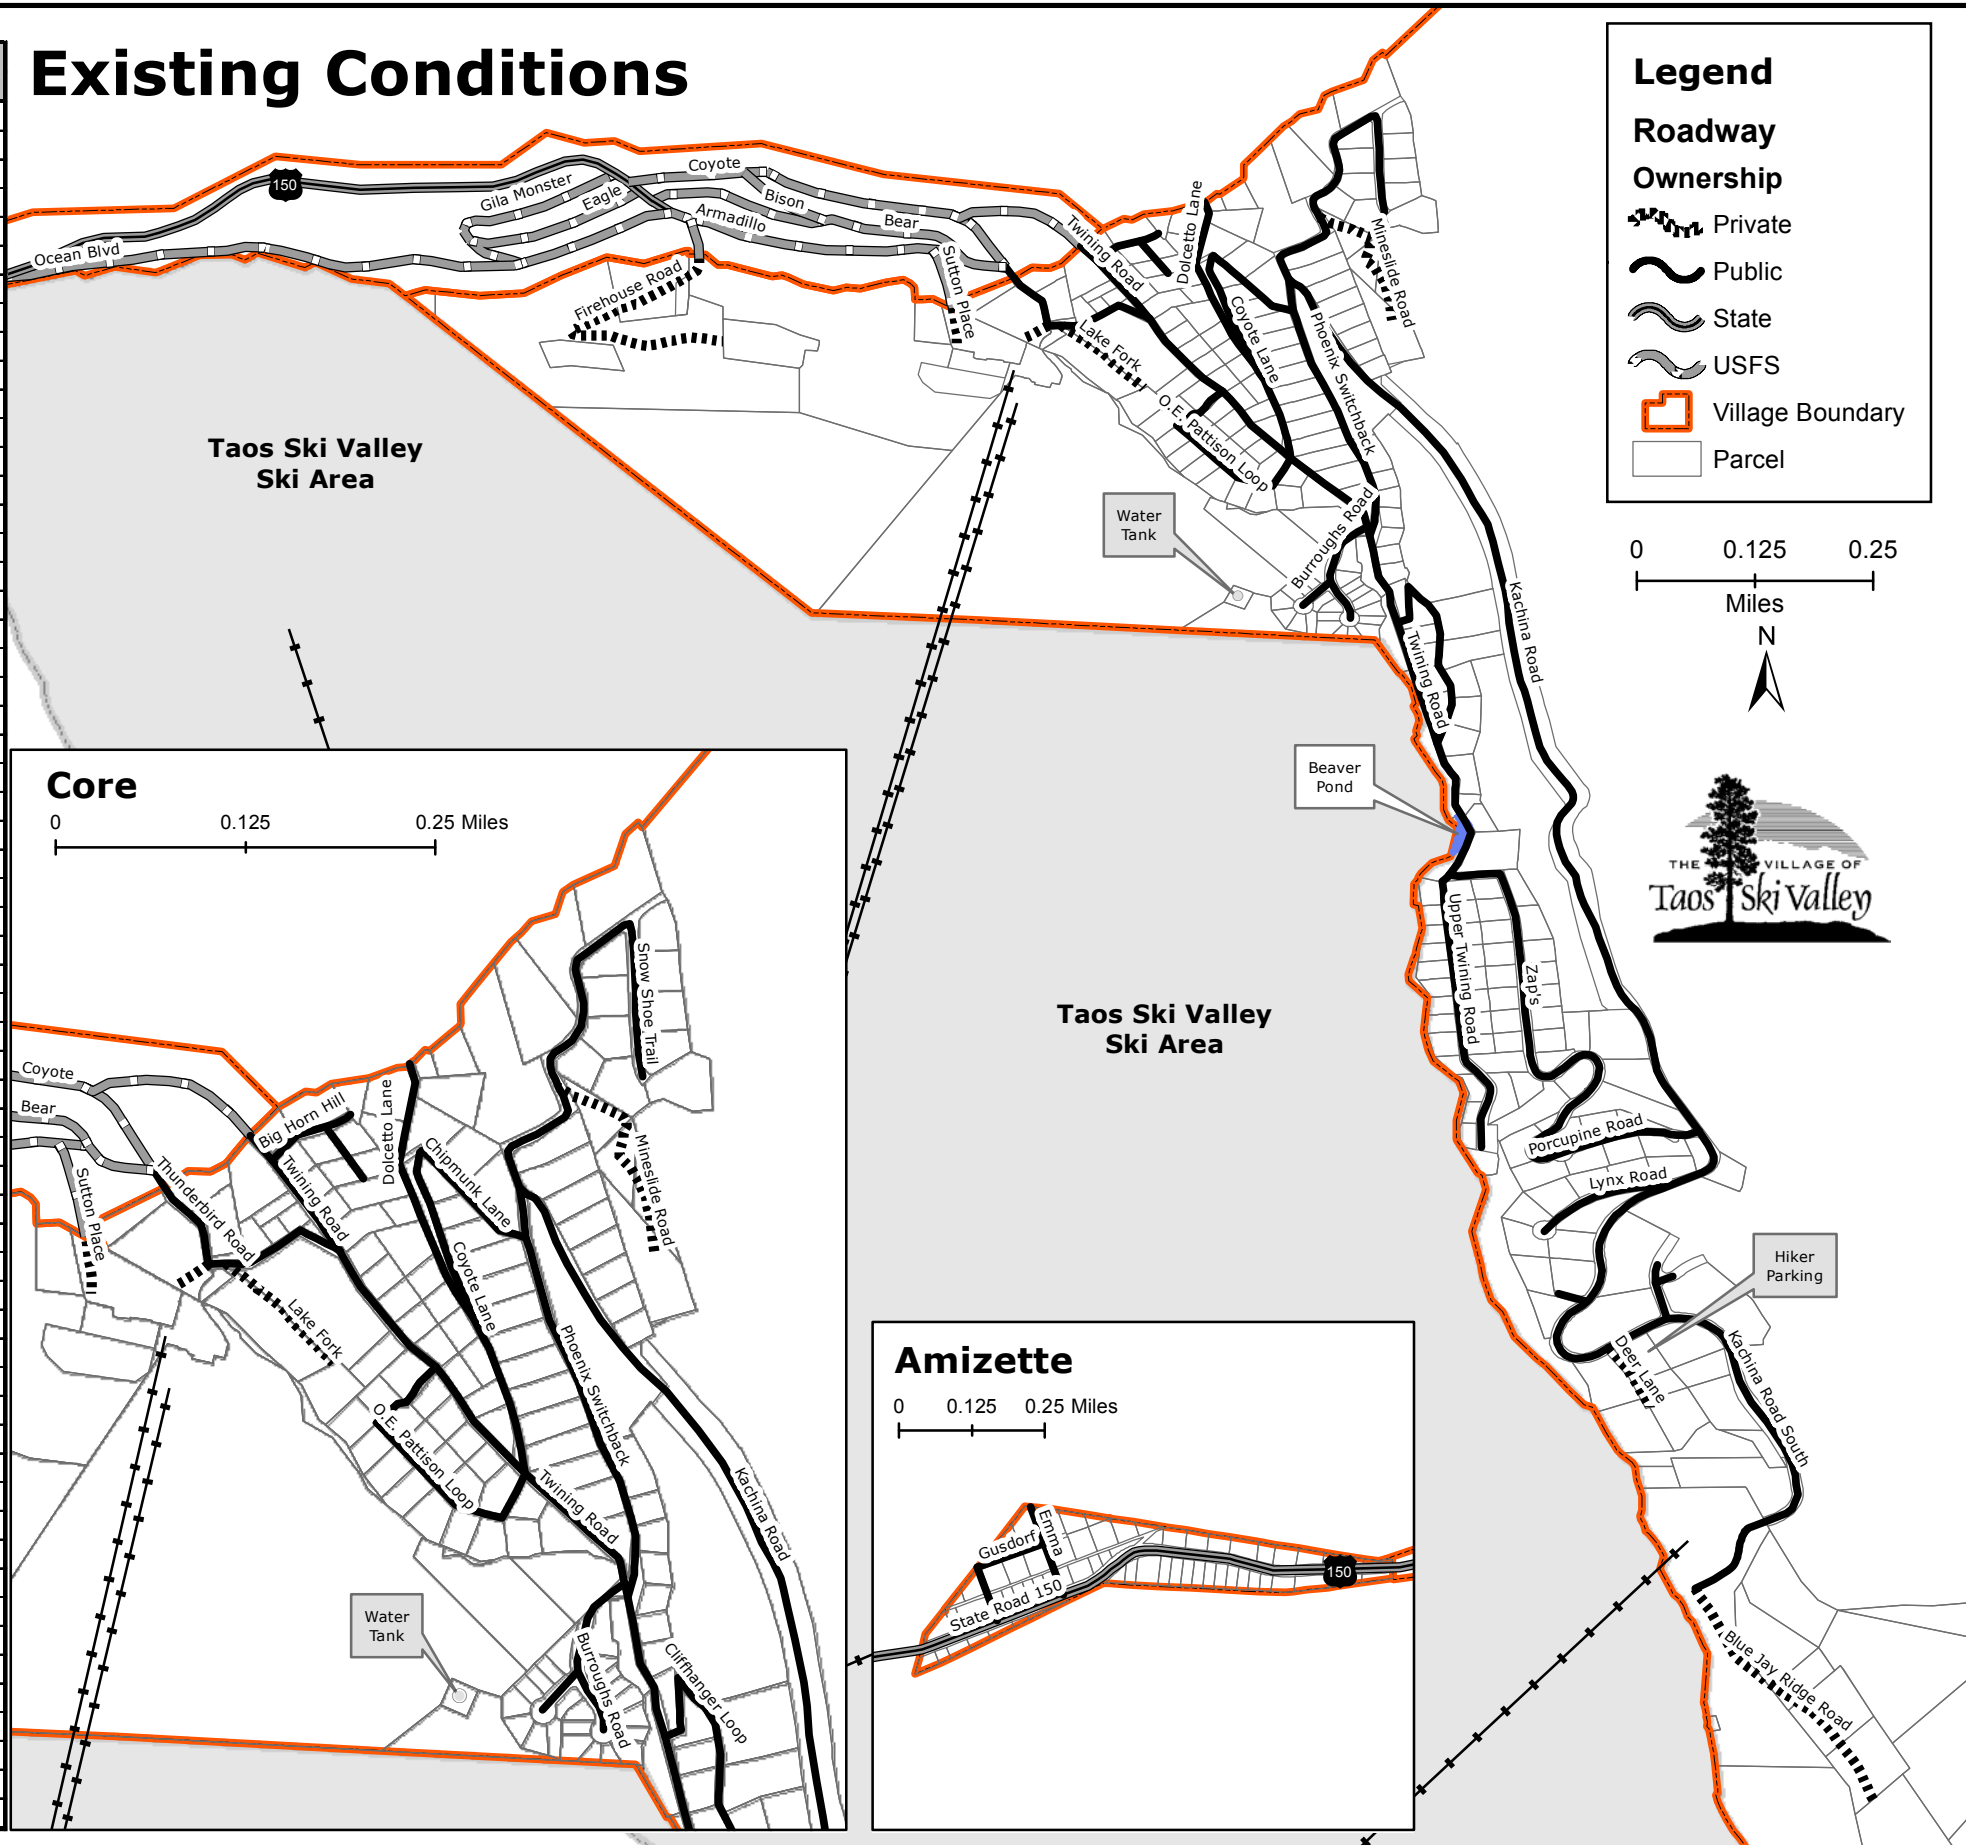 Existing Conditions
Legend
Roadway
Ownership
Private
Public
State
USFS
Village Boundary
Parcel
0 0.125 0.25
Miles
N
THE VILLAGE OF
Taos Ski Valley
150
Ocean Blvd
Gila Monster
Eagle
Coyote
Bison
Armadillo
Bear
Firehouse Road
Sutton Place
Twining Road
Dolcetto Lane
Mineslide Road
Lake Fork
Coyote Lane
Phoenix Switchback
O.E. Pattison Loop
Burroughs Road
Water
Tank
Taos Ski Valley
Ski Area
Kachina Road
Twining Road
Beaver
Pond
Upper Twining Road
Zap's
Taos Ski Valley
Ski Area
Porcupine Road
Lynx Road
Hiker
Parking
Deer Lane
Kachina Road South
Blue Jay Ridge Road
Core
0 0.125 0.25 Miles
Snow Shoe Trail
Coyote
Bear
Big Horn Hill
Dolcetto Lane
Chipmunk Lane
Mineslide Road
Sutton Place
Thunderbird Road
Twining Road
Coyote Lane
Lake Fork
Phoenix Switchback
O.E. Pattison Loop
Twining Road
Kachina Road
Water
Tank
Burroughs Road
Cliffhanger Loop
Amizette
0 0.125 0.25 Miles
Gusdorf
Emma
State Road 150
150